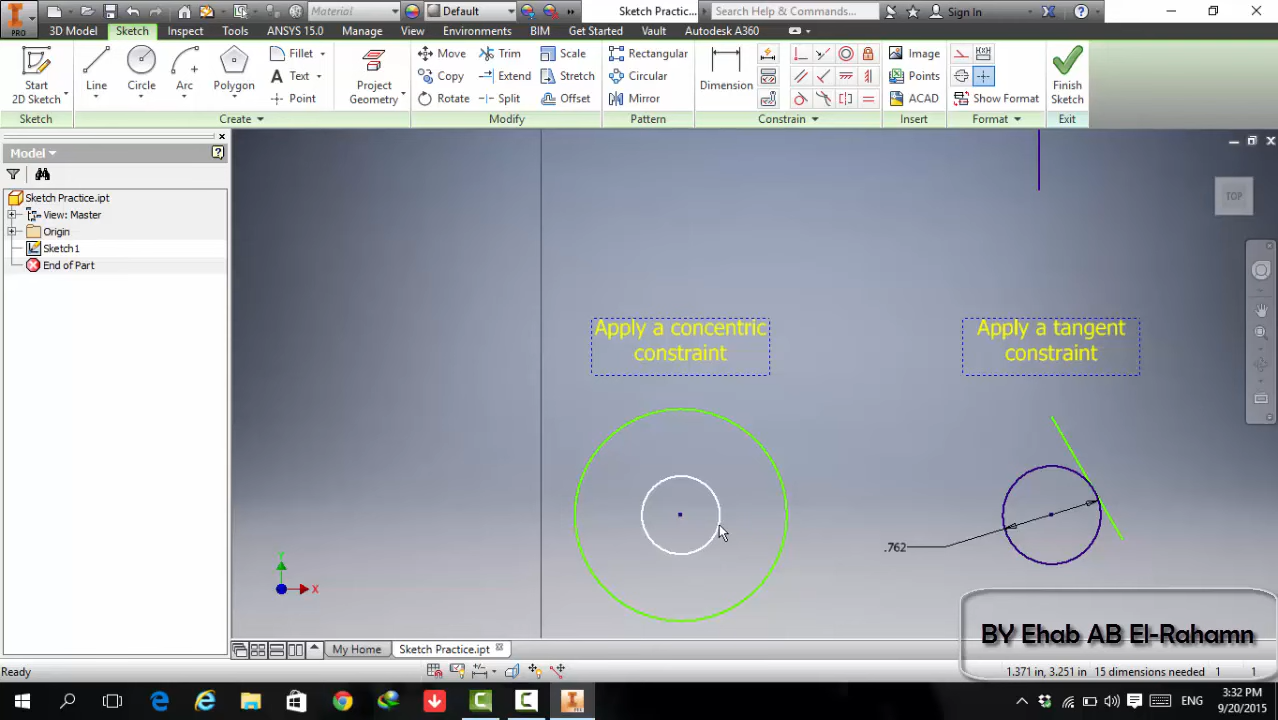 PRO
Material
Default
Sketch Practic...
Search Help & Commands...
Sign In
3D Model
Sketch
Inspect
Tools
ANSYS 15.0
Manage
View
Environments
BIM
Get Started
Vault
Autodesk A360
Start
2D Sketch
Line
Circle
Arc
Polygon
Fillet
Text
Point
Project
Geometry
Move
Copy
Rotate
Trim
Extend
Split
Scale
Stretch
Offset
Rectangular
Circular
Mirror
Dimension
Image
Points
ACAD
Show Format
Finish
Sketch
Sketch
Create
Modify
Pattern
Constrain
Insert
Format
Exit
Model
Sketch Practice.ipt
View: Master
Origin
Sketch1
End of Part
TOP
Apply a concentric
constraint
Apply a tangent
constraint
.762
Y
X
BY Ehab AB El-Rahamn
My Home
Sketch Practice.ipt
Ready
1.371 in, 3.251 in 15 dimensions needed 1 1
ENG
3:32 PM
9/20/2015